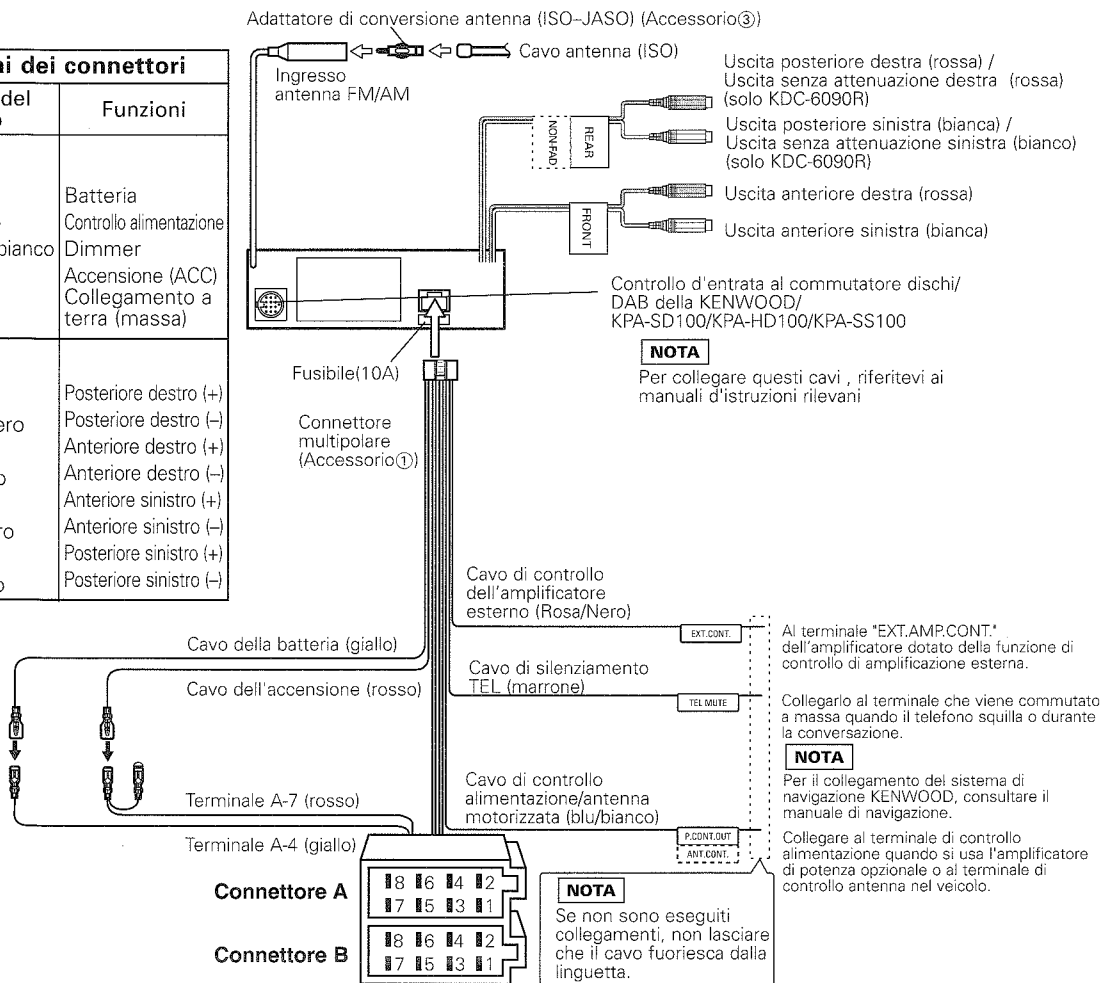 Adattatore di conversione antenna (ISO–JASO) (Accessorio③)
Cavo antenna (ISO)
Ingresso
antenna FM/AM
dei connettori
del
Funzioni
Batteria
Controllo alimentazione
bianco Dimmer
Accensione (ACC)
Collegamento a
terra (massa)
Posteriore destro (+)
Posteriore destro (–)
Anteriore destro (+)
Anteriore destro (–)
Anteriore sinistro (+)
Anteriore sinistro (–)
Posteriore sinistro (+)
Posteriore sinistro (–)
Uscita posteriore destra (rossa) /
Uscita senza attenuazione destra (rossa)
(solo KDC-6090R)
Uscita posteriore sinistra (bianca) /
Uscita senza attenuazione sinistra (bianco)
(solo KDC-6090R)
NON-FAD
REAR
Uscita anteriore destra (rossa)
FRONT
Uscita anteriore sinistra (bianca)
Controllo d'entrata al commutatore dischi/
DAB della KENWOOD/
KPA-SD100/KPA-HD100/KPA-SS100
NOTA
Per collegare questi cavi , riferitevi ai
manuali d'istruzioni rilevani
Fusibile(10A)
Connettore
multipolare
(Accessorio①)
Cavo di controllo
dell'amplificatore
esterno (Rosa/Nero)
EXT.CONT.
Al terminale "EXT.AMP.CONT."
dell'amplificatore dotato della funzione di
controllo di amplificazione esterna.
Cavo della batteria (giallo)
Cavo dell'accensione (rosso)
Cavo di silenziamento
TEL (marrone)
TEL MUTE
Collegarlo al terminale che viene commutato
a massa quando il telefono squilla o durante
la conversazione.
NOTA
Per il collegamento del sistema di
navigazione KENWOOD, consultare il
manuale di navigazione.
Cavo di controllo
alimentazione/antenna
motorizzata (blu/bianco)
P.CONT.OUT
ANT.CONT.
Collegare al terminale di controllo
alimentazione quando si usa l'amplificatore
di potenza opzionale o al terminale di
controllo antenna nel veicolo.
Terminale A-7 (rosso)
Terminale A-4 (giallo)
Connettore A
8 6 4 2
7 5 3 1
Connettore B
8 6 4 2
7 5 3 1
NOTA
Se non sono eseguiti
collegamenti, non lasciare
che il cavo fuoriesca dalla
linguetta.